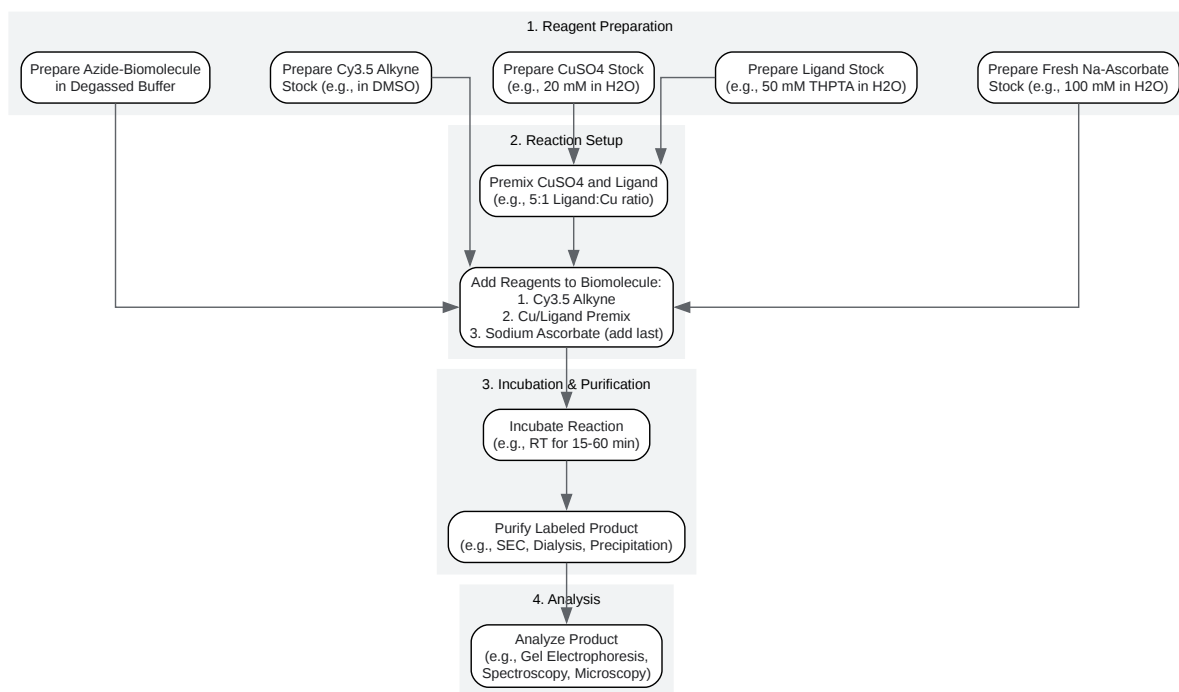 1. Reagent Preparation
Prepare Azide-Biomolecule
in Degassed Buffer
Prepare Cy3.5 Alkyne
Stock (e.g., in DMSO)
Prepare CuSO4 Stock
(e.g., 20 mM in H2O)
Prepare Ligand Stock
(e.g., 50 mM THPTA in H2O)
Prepare Fresh Na-Ascorbate
Stock (e.g., 100 mM in H2O)
2. Reaction Setup
Premix CuSO4 and Ligand
(e.g., 5:1 Ligand:Cu ratio)
Add Reagents to Biomolecule:
1. Cy3.5 Alkyne
2. Cu/Ligand Premix
3. Sodium Ascorbate (add last)
3. Incubation & Purification
Incubate Reaction
(e.g., RT for 15-60 min)
Purify Labeled Product
(e.g., SEC, Dialysis, Precipitation)
4. Analysis
Analyze Product
(e.g., Gel Electrophoresis,
Spectroscopy, Microscopy)